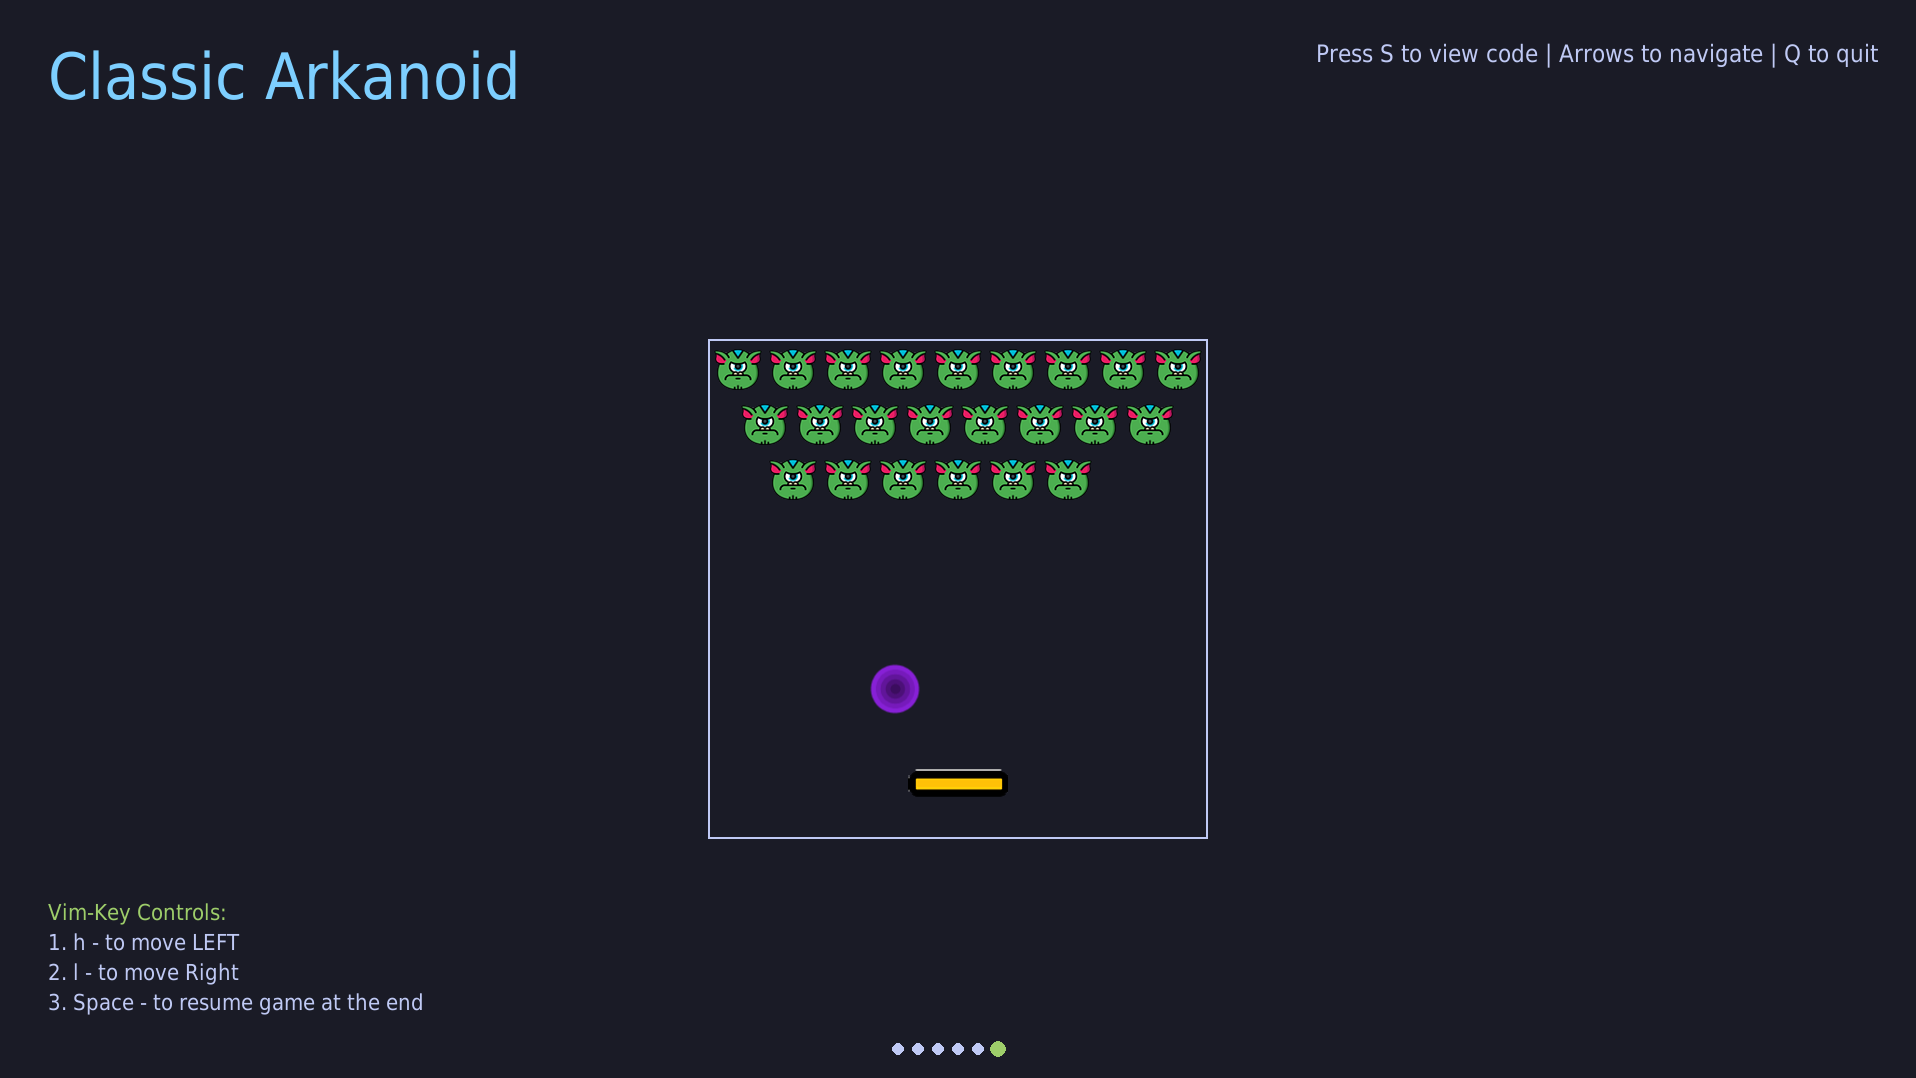 Classic Arkanoid
Press S to view code | Arrows to navigate | Q to quit
Vim-Key Controls:
1. h - to move LEFT
2. l - to move Right
3. Space - to resume game at the end